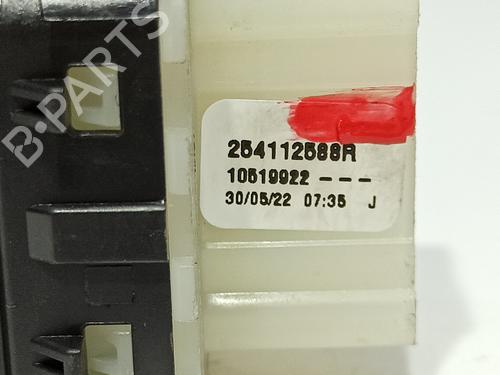 B-PARTS
254112588R
10519922 ---
30/05/22 07:35 J